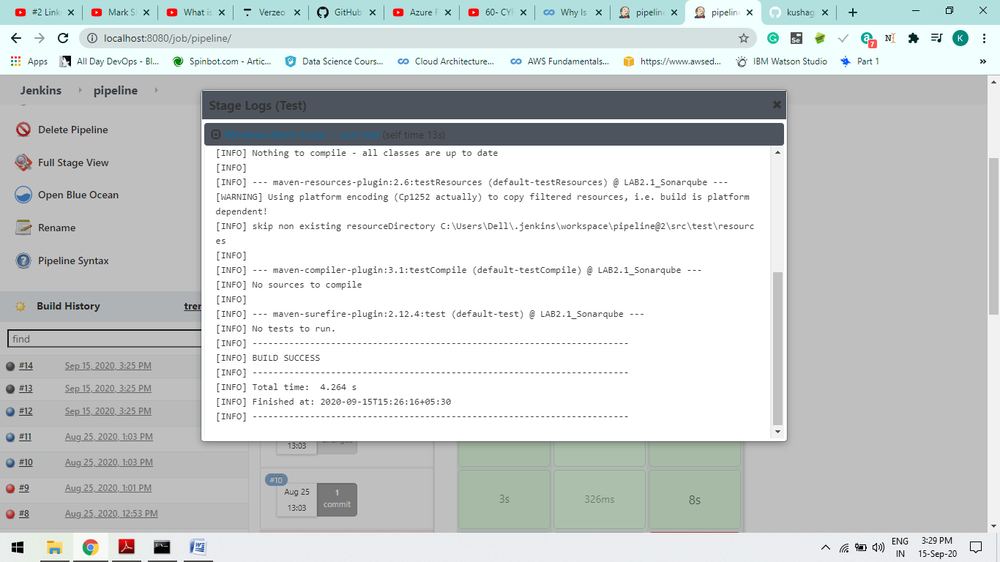 #2 Link
Mark S
What is
Verzeo
GitHub
Azure F
60- CYP
Why Is
pipeline
pipeline
kushag
localhost:8080/job/pipeline/
7
K
Apps
All Day DevOps - Bl...
Spinbot.com - Artic...
Data Science Cours...
Cloud Architecture...
AWS Fundamentals...
https://www.awsed...
IBM Watson Studio
Part 1
»
Jenkins
pipeline
Stage Logs (Test)
Windows Batch Script -- mvn test (self time 13s)
[INFO] Nothing to compile - all classes are up to date
[INFO]
[INFO] --- maven-resources-plugin:2.6:testResources (default-testResources) @ LAB2.1_Sonarqube ---
[WARNING] Using platform encoding (Cp1252 actually) to copy filtered resources, i.e. build is platform
dependent!
[INFO] skip non existing resourceDirectory C:\Users\Dell\.jenkins\workspace\pipeline@2\src\test\resourc
es
[INFO]
[INFO] --- maven-compiler-plugin:3.1:testCompile (default-testCompile) @ LAB2.1_Sonarqube ---
[INFO] No sources to compile
[INFO]
[INFO] --- maven-surefire-plugin:2.12.4:test (default-test) @ LAB2.1_Sonarqube ---
[INFO] No tests to run.
[INFO] ------------------------------------------------------------------------
[INFO] BUILD SUCCESS
[INFO] ------------------------------------------------------------------------
[INFO] Total time:  4.264 s
[INFO] Finished at: 2020-09-15T15:26:16+05:30
[INFO] ------------------------------------------------------------------------
Delete Pipeline
Full Stage View
Open Blue Ocean
Rename
Pipeline Syntax
Build History
find
#14 Sep 15, 2020, 3:25 PM
#13 Sep 15, 2020, 3:25 PM
#12 Sep 15, 2020, 3:25 PM
#11 Aug 25, 2020, 1:03 PM
#10 Aug 25, 2020, 1:03 PM
#9 Aug 25, 2020, 1:01 PM
#8 Aug 25, 2020, 12:53 PM
13:03
#10
Aug 25
13:03
1
commit
3s
326ms
8s
ENG
IN
3:29 PM
15-Sep-20